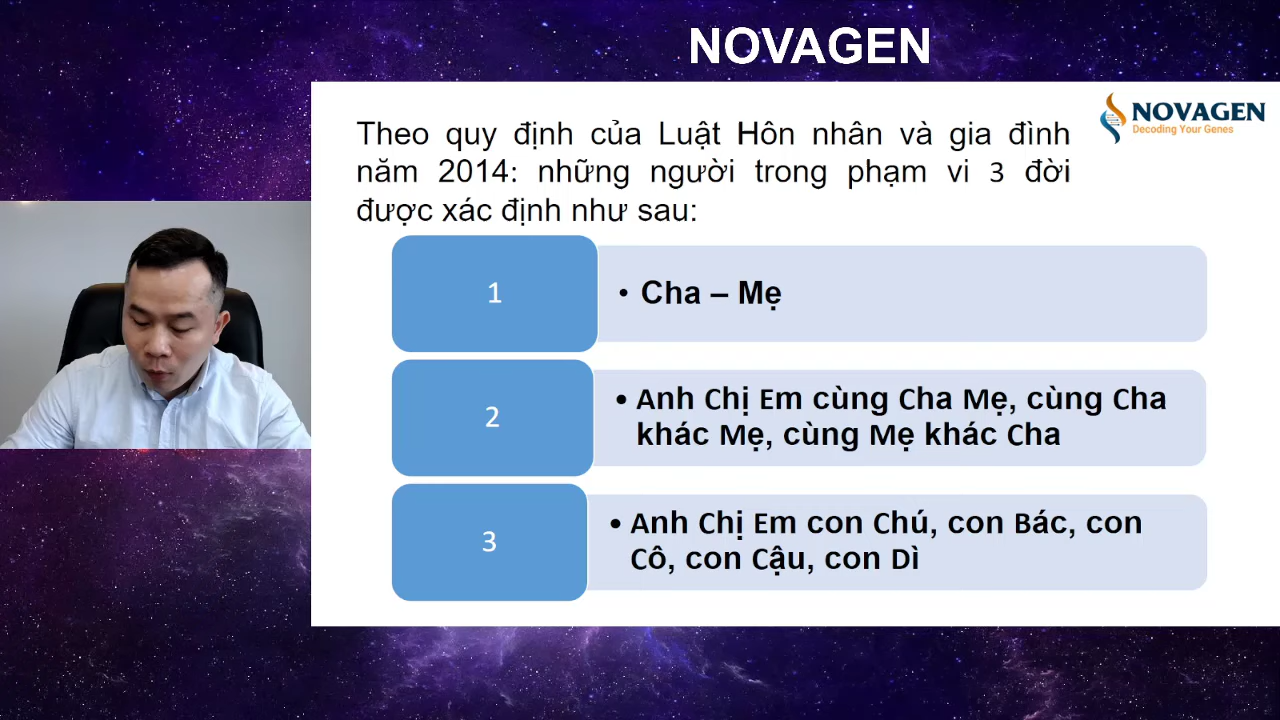 NOVAGEN
NOVAGEN
Decoding Your Genes
Theo quy định của Luật Hôn nhân và gia đình
năm 2014: những người trong phạm vi 3 đời
được xác định như sau:
1
• Cha – Mẹ
2
• Anh Chị Em cùng Cha Mẹ, cùng Cha
khác Mẹ, cùng Mẹ khác Cha
3
• Anh Chị Em con Chú, con Bác, con
Cô, con Cậu, con Dì